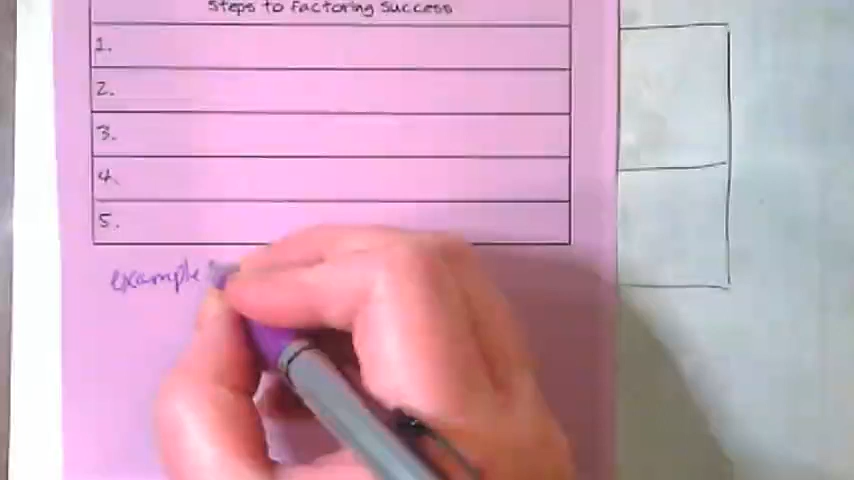 Steps to Factoring Success
1.
2.
3.
4.
5.
example